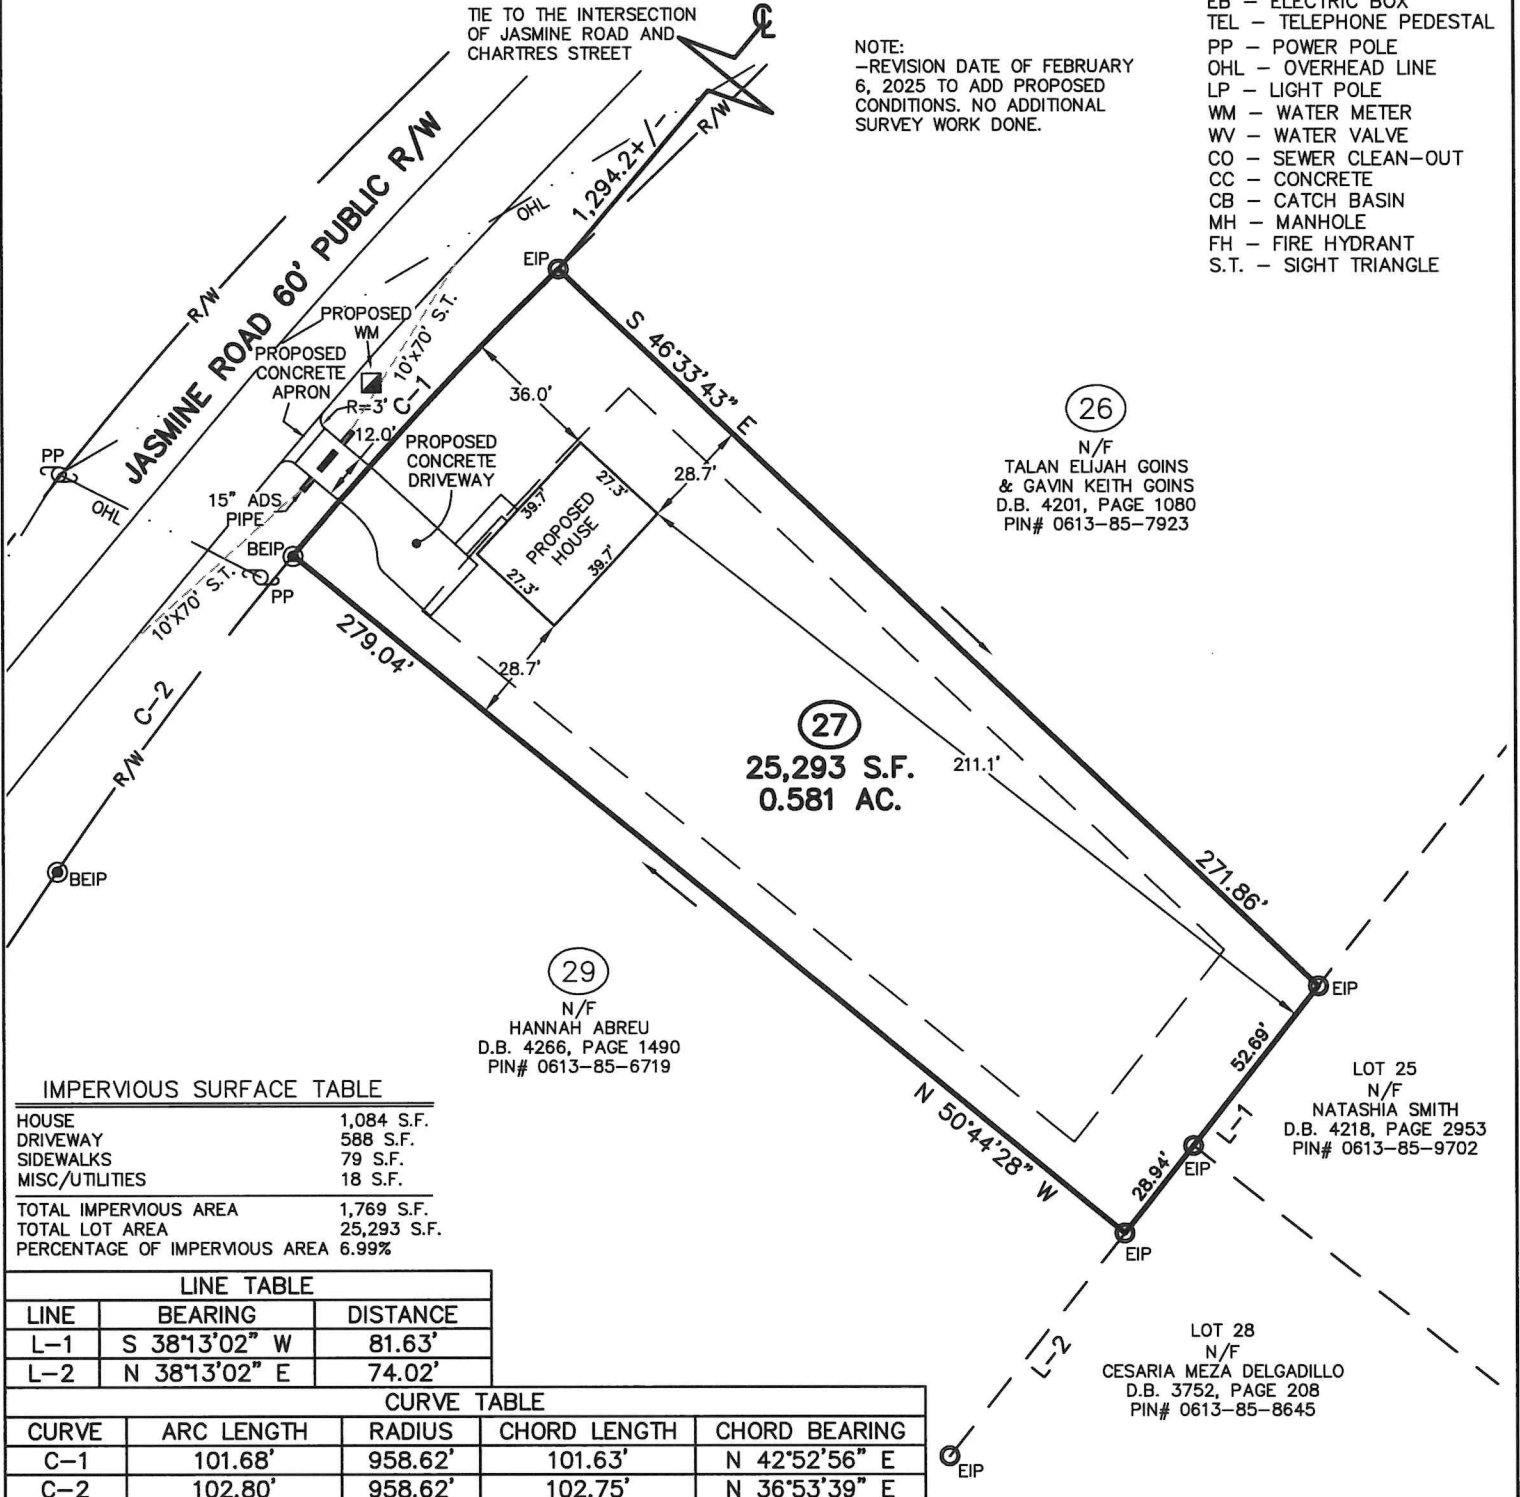 TIE TO THE INTERSECTION
OF JASMINE ROAD AND
CHARTRES STREET
NOTE:
-REVISION DATE OF FEBRUARY
6, 2025 TO ADD PROPOSED
CONDITIONS. NO ADDITIONAL
SURVEY WORK DONE.
EB - ELECTRIC BOX
TEL - TELEPHONE PEDESTAL
PP - POWER POLE
OHL - OVERHEAD LINE
LP - LIGHT POLE
WM - WATER METER
WV - WATER VALVE
CO - SEWER CLEAN-OUT
CC - CONCRETE
CB - CATCH BASIN
MH - MANHOLE
FH - FIRE HYDRANT
S.T. - SIGHT TRIANGLE
R/W
1,294.2+/-
OHL
EIP
R/W
JASMINE ROAD 60' PUBLIC R/W
PROPOSED
WM
10'x70' S.T.
PROPOSED
CONCRETE
APRON
R=3'
C-1
12.0'
PP
OHL
15" ADS
PIPE
BEIP
PP
10'X70' S.T.
PROPOSED
CONCRETE
DRIVEWAY
36.0'
S 46°33'43" E
28.7'
27.3'
39.7'
PROPOSED
HOUSE
39.7'
27.3'
28.7'
279.04'
26
N/F
TALAN ELIJAH GOINS
& GAVIN KEITH GOINS
D.B. 4201, PAGE 1080
PIN# 0613-85-7923
27
25,293 S.F.
0.581 AC.
211.1'
C-2
R/W
BEIP
271.86'
EIP
29
N/F
HANNAH ABREU
D.B. 4266, PAGE 1490
PIN# 0613-85-6719
52.69'
L-1
28.94'
EIP
N 50°44'28" W
EIP
LOT 25
N/F
NATASHIA SMITH
D.B. 4218, PAGE 2953
PIN# 0613-85-9702
L-2
LOT 28
N/F
CESARIA MEZA DELGADILLO
D.B. 3752, PAGE 208
PIN# 0613-85-8645
EIP
IMPERVIOUS SURFACE TABLE
HOUSE 1,084 S.F.
DRIVEWAY 588 S.F.
SIDEWALKS 79 S.F.
MISC/UTILITIES 18 S.F.
TOTAL IMPERVIOUS AREA 1,769 S.F.
TOTAL LOT AREA 25,293 S.F.
PERCENTAGE OF IMPERVIOUS AREA 6.99%
LINE TABLE
LINE BEARING DISTANCE
L-1 S 38°13'02" W 81.63'
L-2 N 38°13'02" E 74.02'
CURVE TABLE
CURVE ARC LENGTH RADIUS CHORD LENGTH CHORD BEARING
C-1 101.68' 958.62' 101.63' N 42°52'56" E
C-2 102.80' 958.62' 102.75' N 36°53'39" E